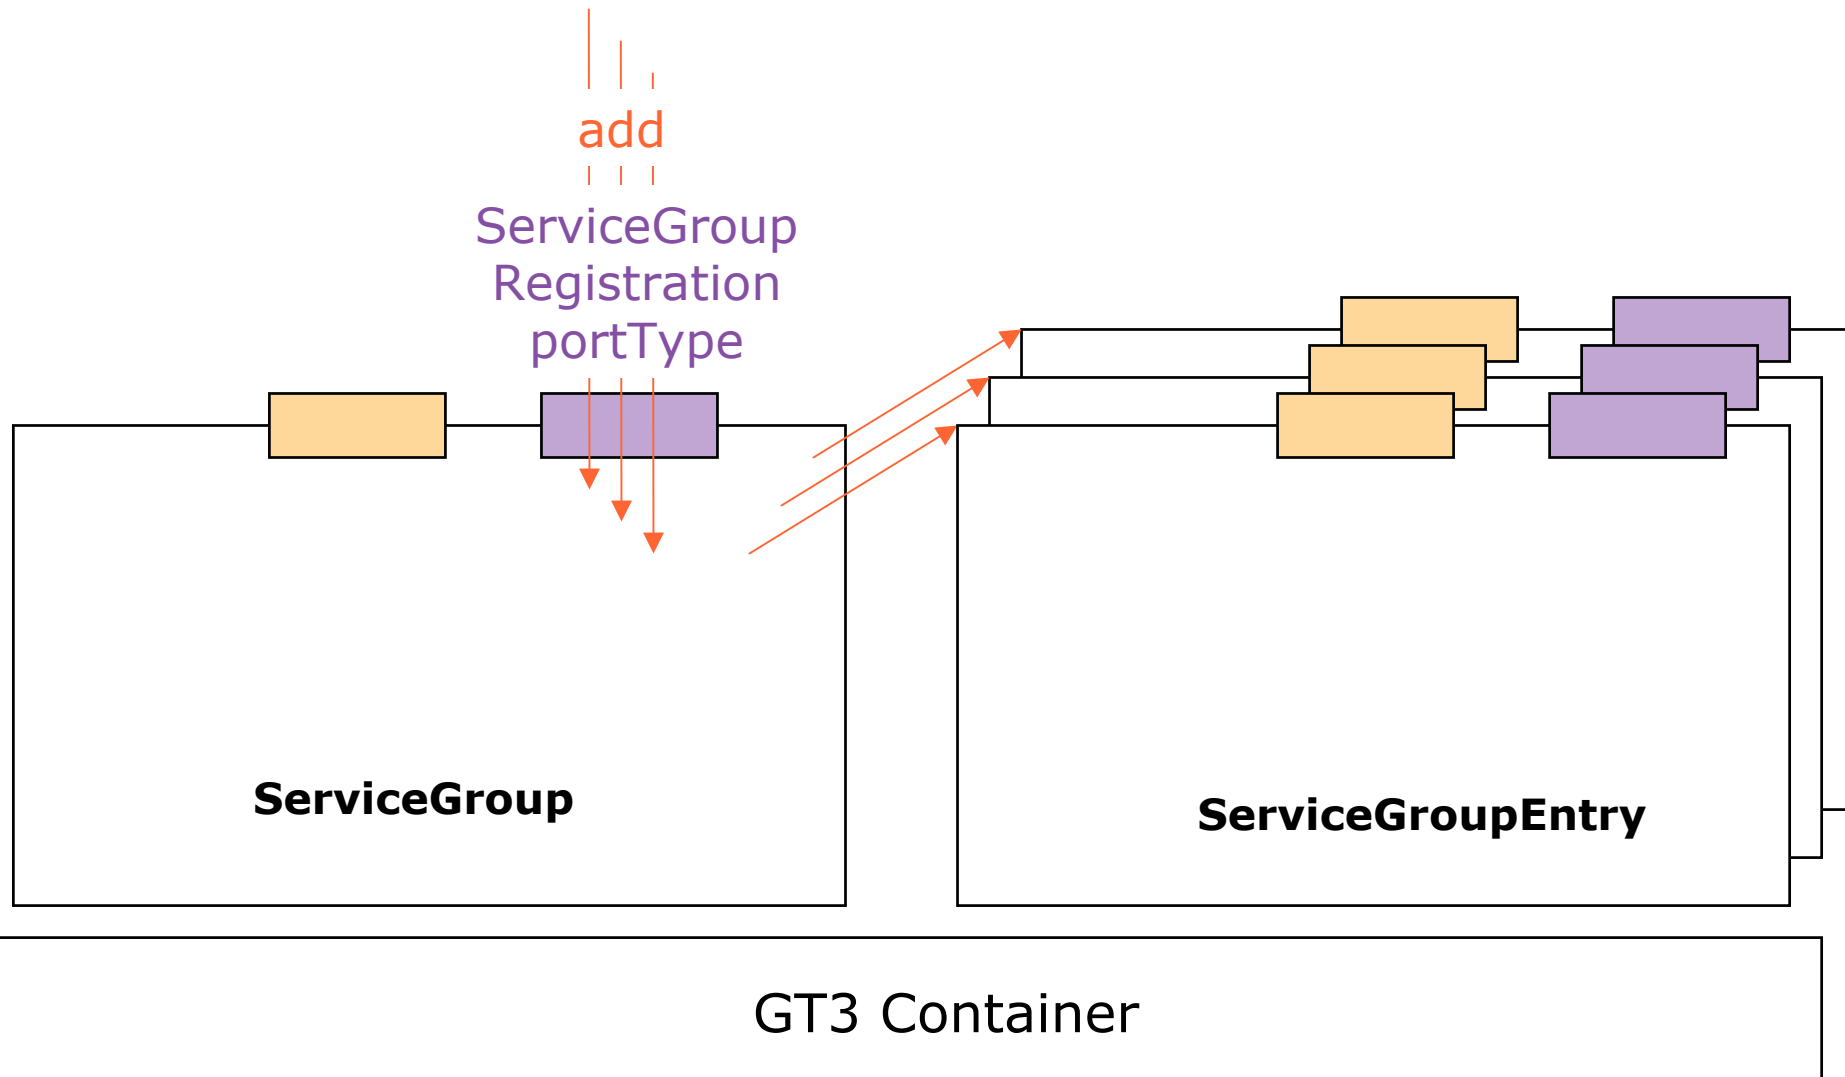 add
ServiceGroup
Registration
portType
ServiceGroup
ServiceGroupEntry
GT3 Container